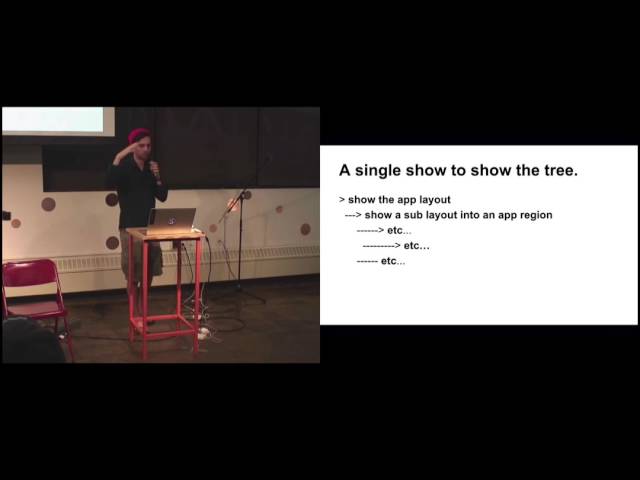 A single show to show the tree.
> show the app layout
---> show a sub layout into an app region
------> etc...
---------> etc...
------ etc...